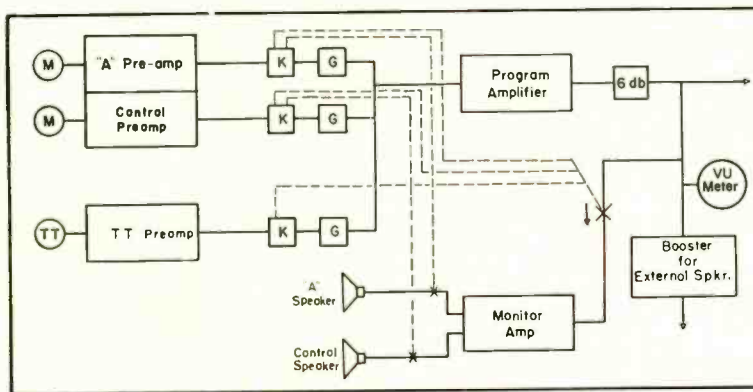 M
"A" Pre-amp
K
G
Program
Amplifier
6 db
M
Control
Preamp
K
G
VU
Meter
TT
TT Preamp
K
G
Booster
for
External Spkr.
"A"
Speaker
Monitor
Amp
Control
Speaker